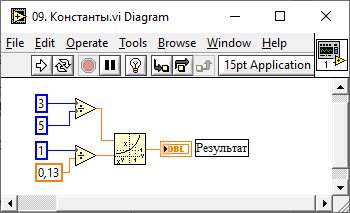 09. Константы.vi Diagram
File Edit Operate Tools Browse Window Help
15pt Application
1
3
5
1
0,13
DBL
Результат